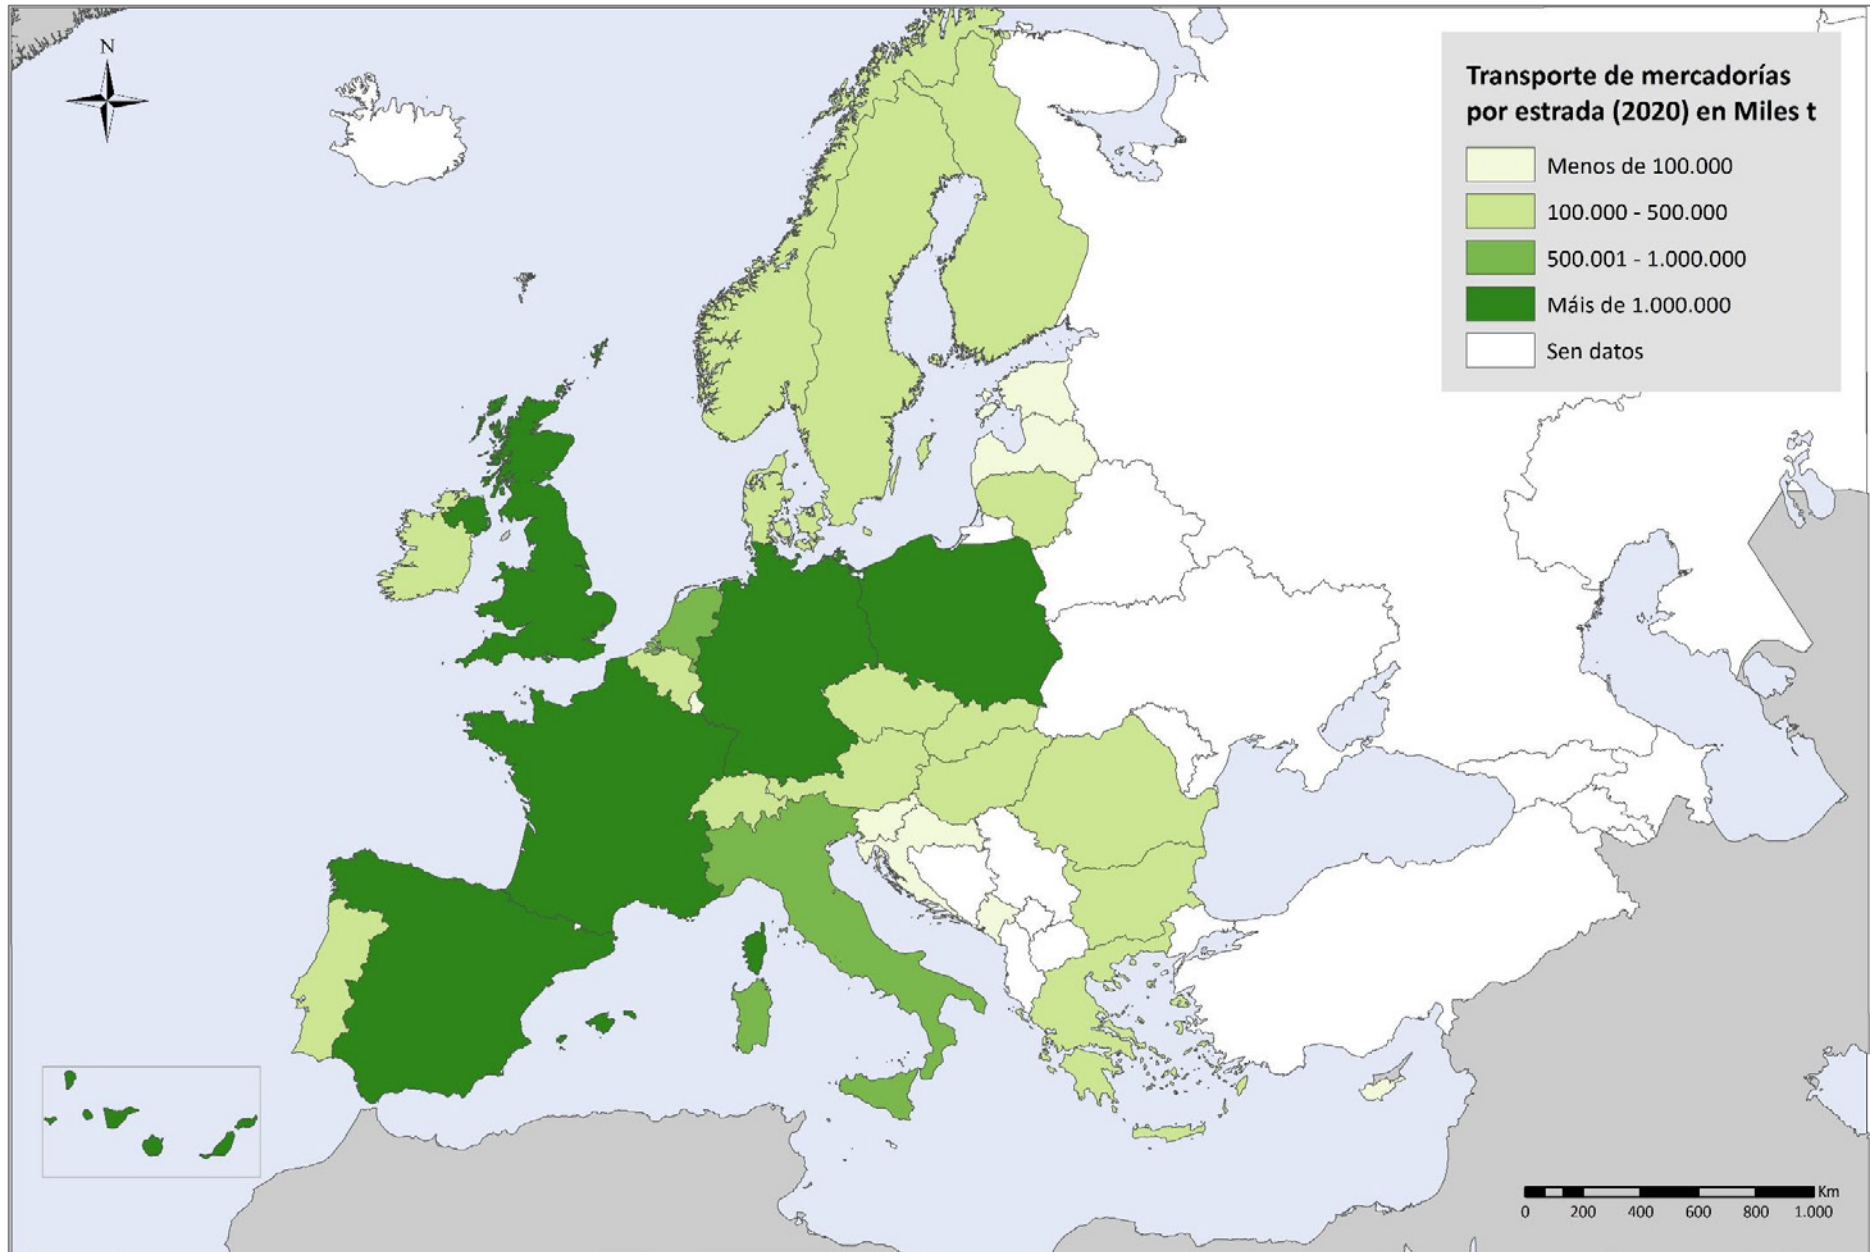 N
Transporte de mercadorías
por estrada (2020) en Miles t
Menos de 100.000
100.000 - 500.000
500.001 - 1.000.000
Máis de 1.000.000
Sen datos
Km
0 200 400 600 800 1.000